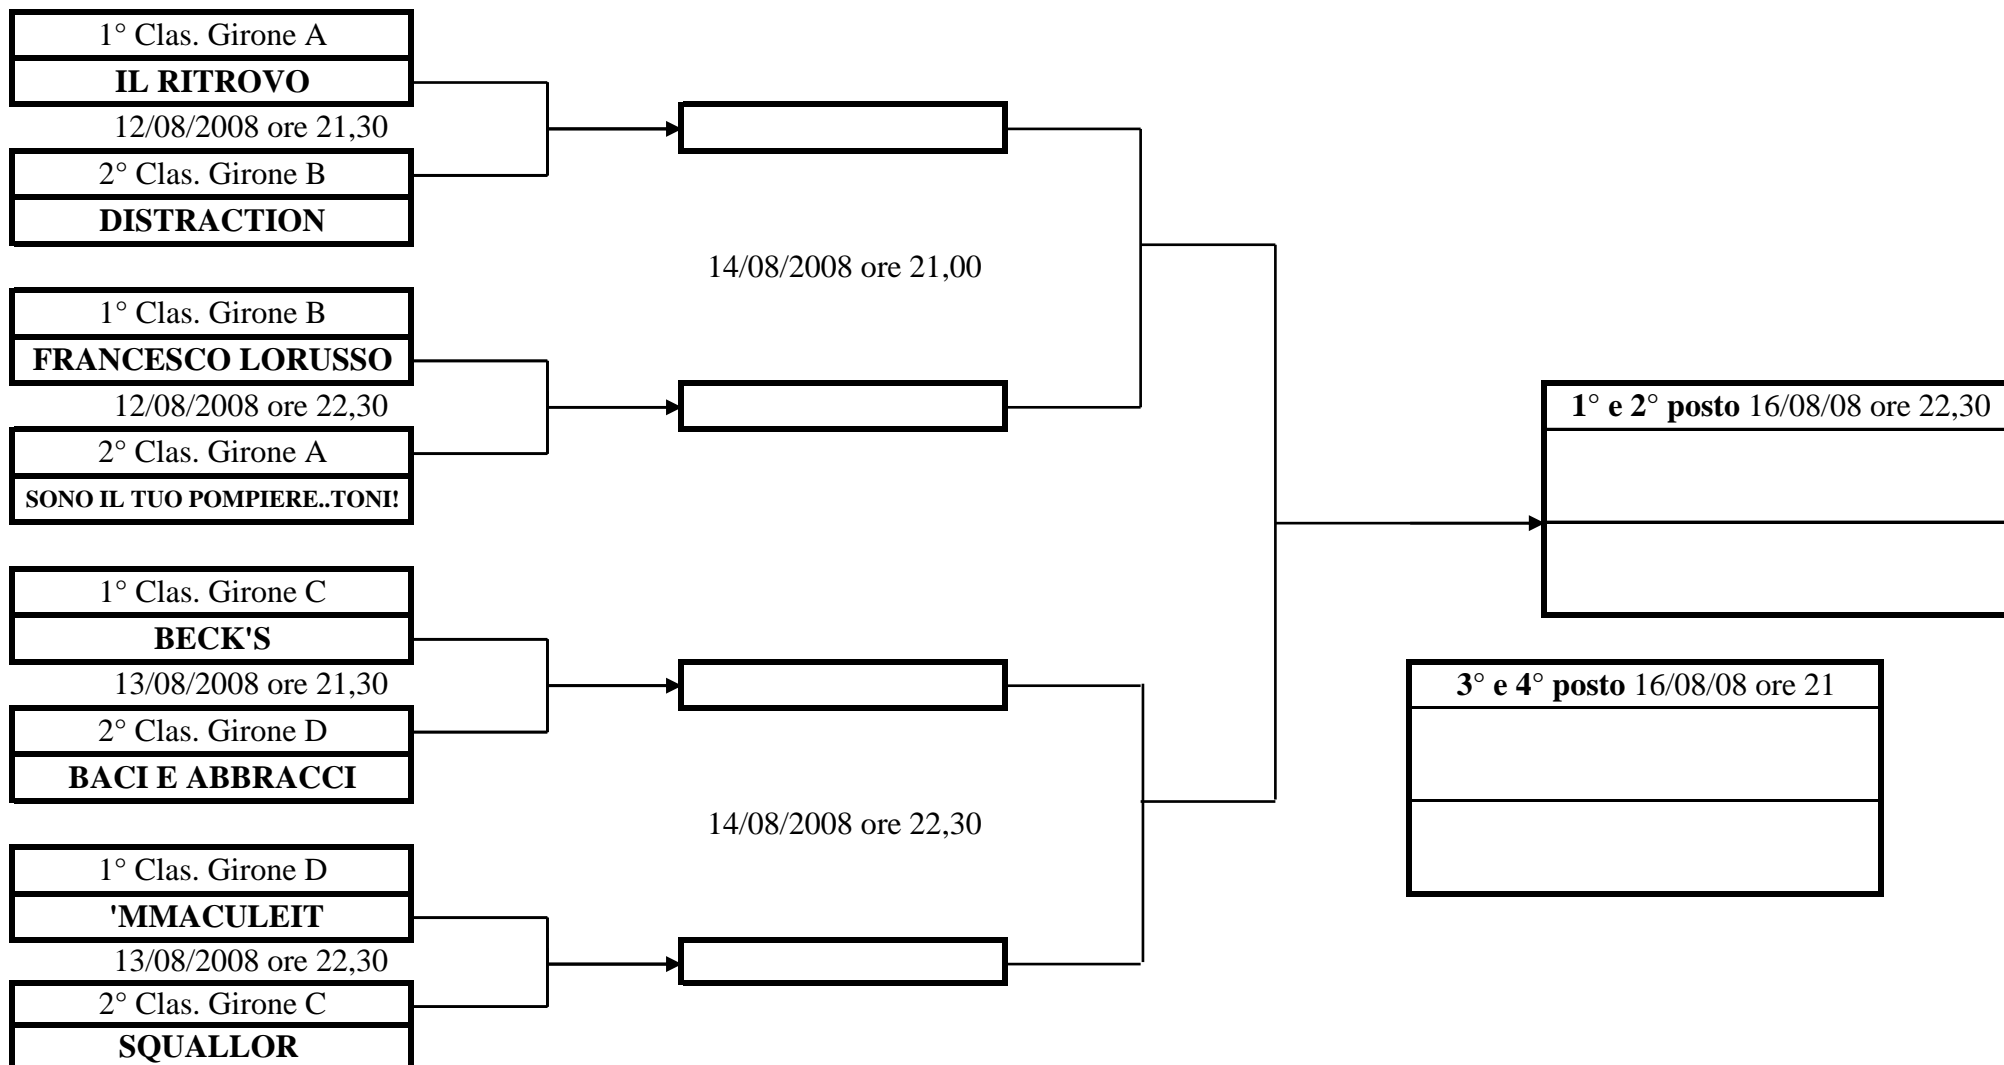 1° Clas. Girone A
IL RITROVO
12/08/2008 ore 21,30
2° Clas. Girone B
DISTRACTION
14/08/2008 ore 21,00
1° Clas. Girone B
FRANCESCO LORUSSO
12/08/2008 ore 22,30
2° Clas. Girone A
SONO IL TUO POMPIERE..TONI!
1° e 2° posto 16/08/08 ore 22,30
1° Clas. Girone C
BECK'S
13/08/2008 ore 21,30
2° Clas. Girone D
BACI E ABBRACCI
3° e 4° posto 16/08/08 ore 21
14/08/2008 ore 22,30
1° Clas. Girone D
'MMACULEIT
13/08/2008 ore 22,30
2° Clas. Girone C
SQUALLOR